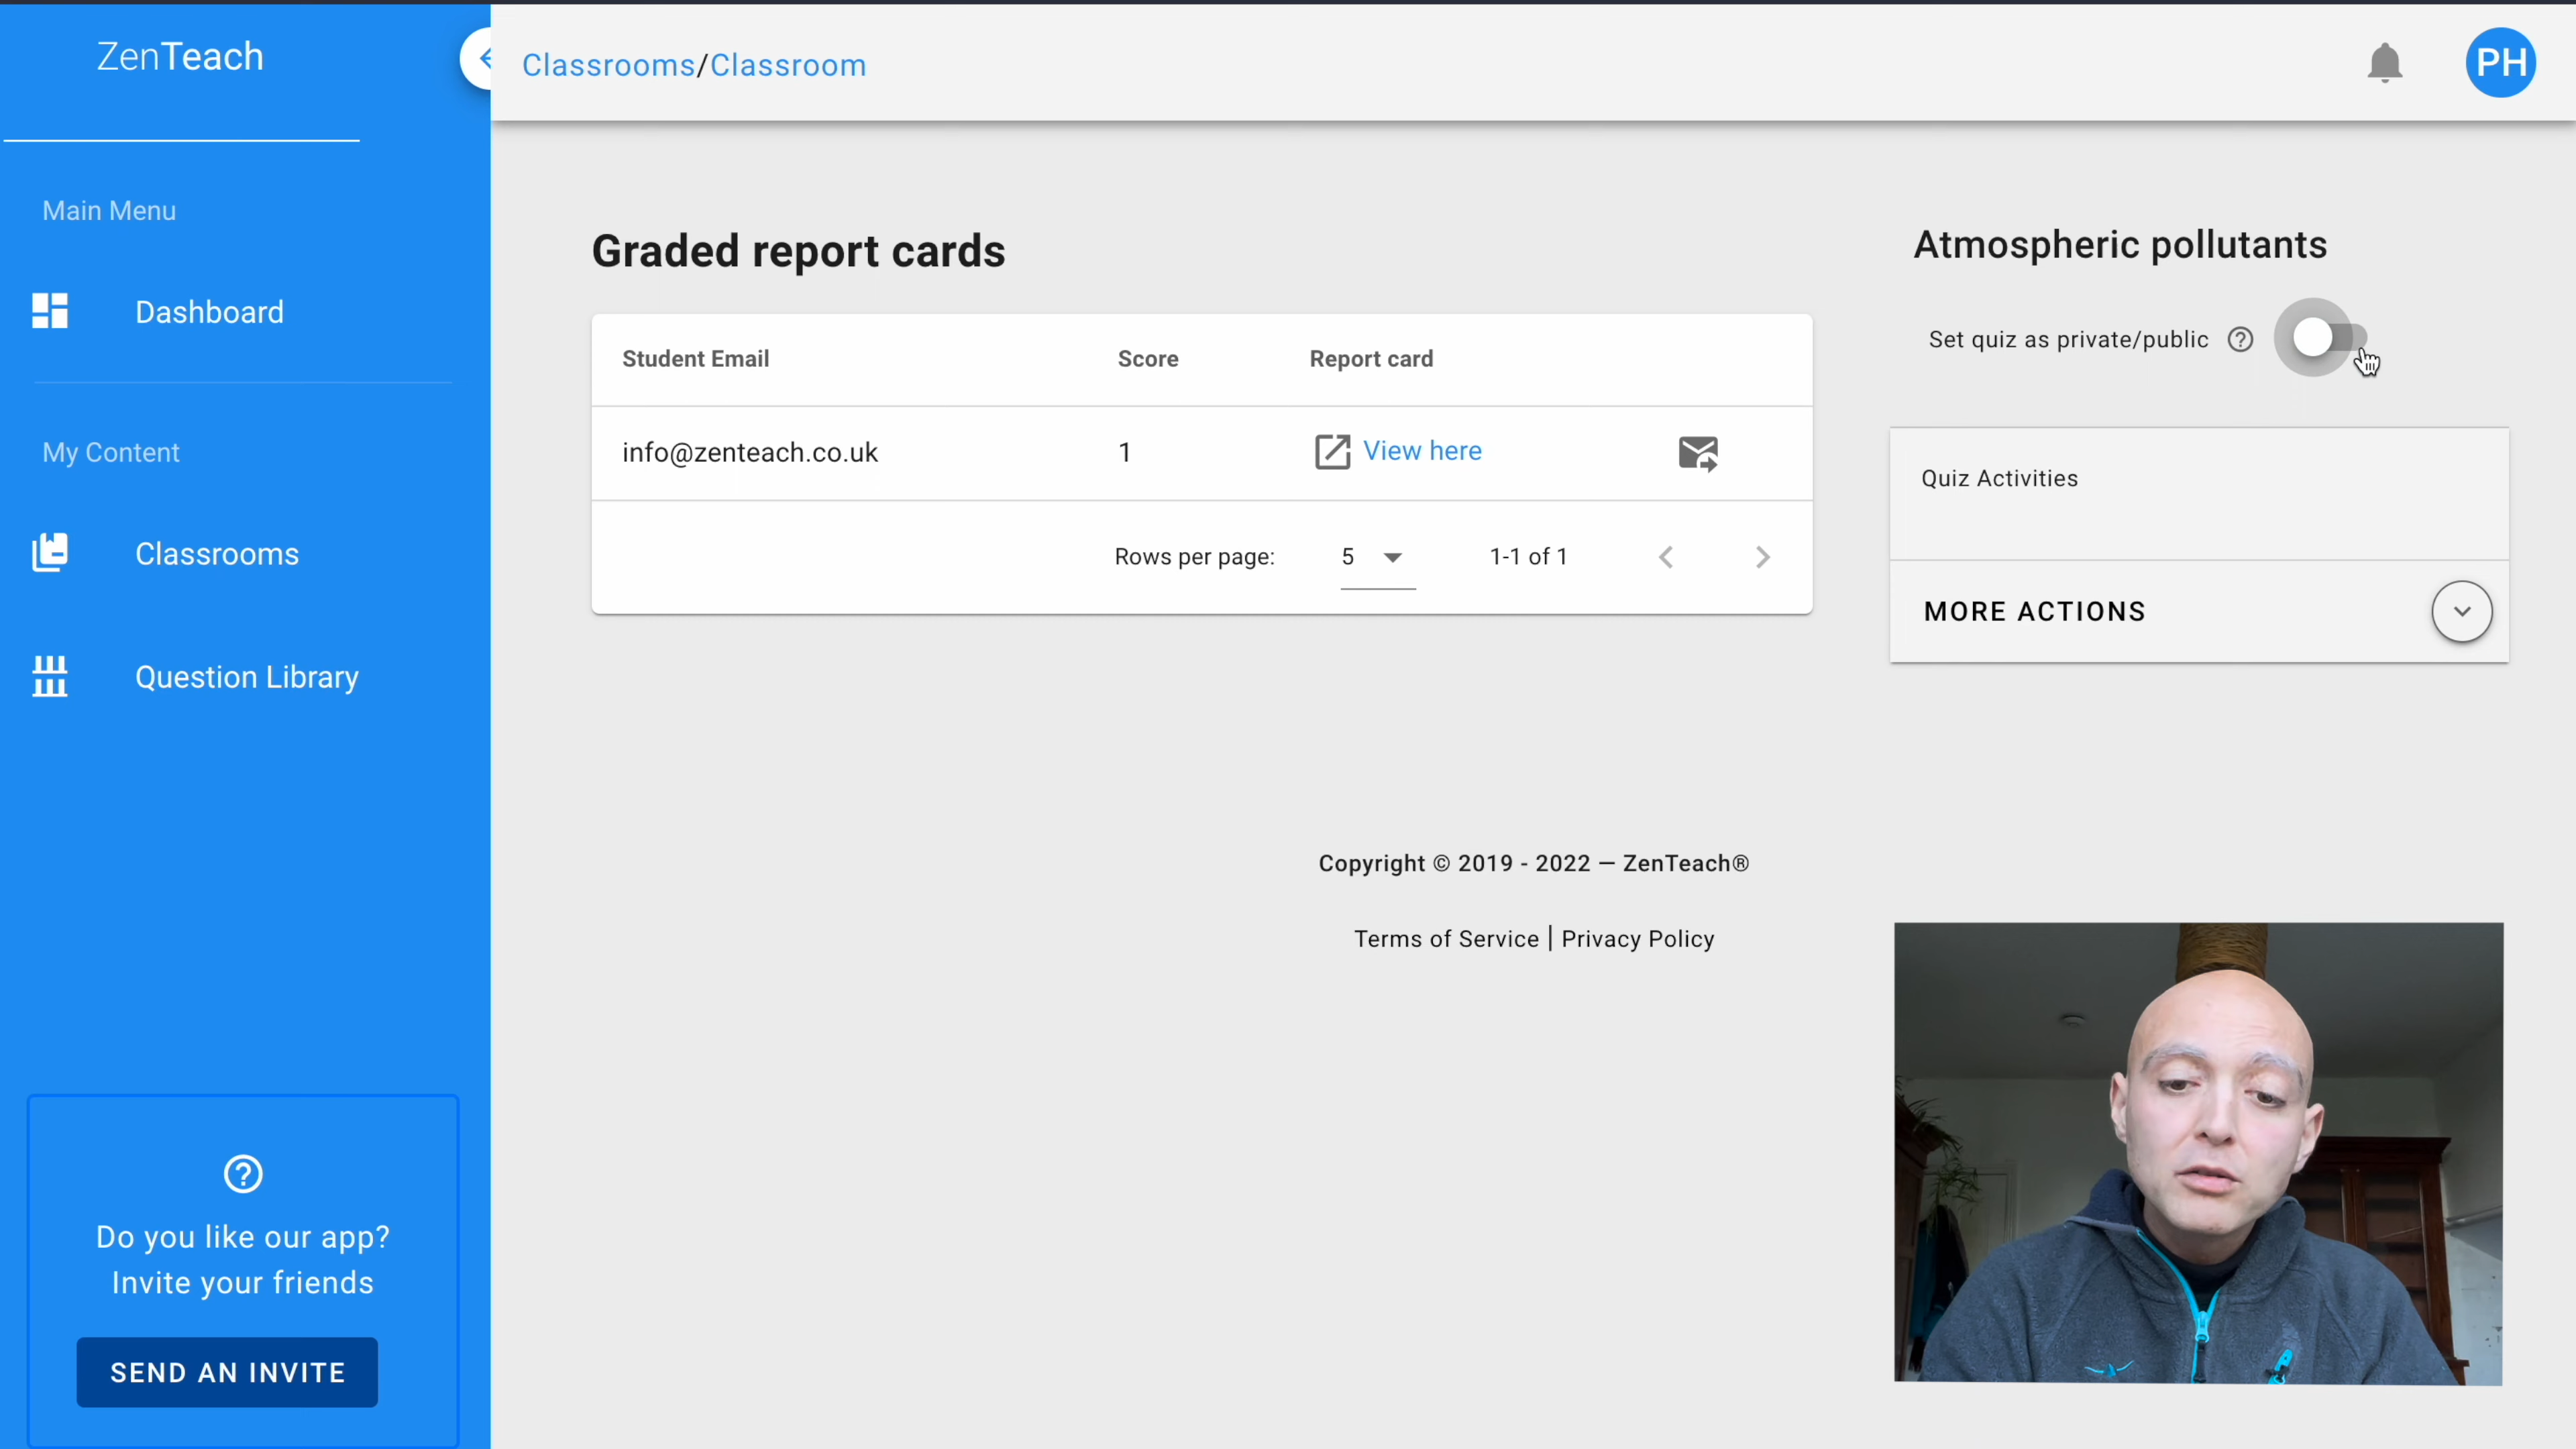 ZenTeach
Classrooms/Classroom
PH
Main Menu
Dashboard
My Content
Classrooms
Question Library
Do you like our app?
Invite your friends
SEND AN INVITE
Graded report cards
Student Email Score Report card
info@zenteach.co.uk 1 View here
Rows per page: 5 1-1 of 1
Atmospheric pollutants
Set quiz as private/public ?
Quiz Activities
MORE ACTIONS
Copyright © 2019 - 2022 — ZenTeach®
Terms of Service | Privacy Policy